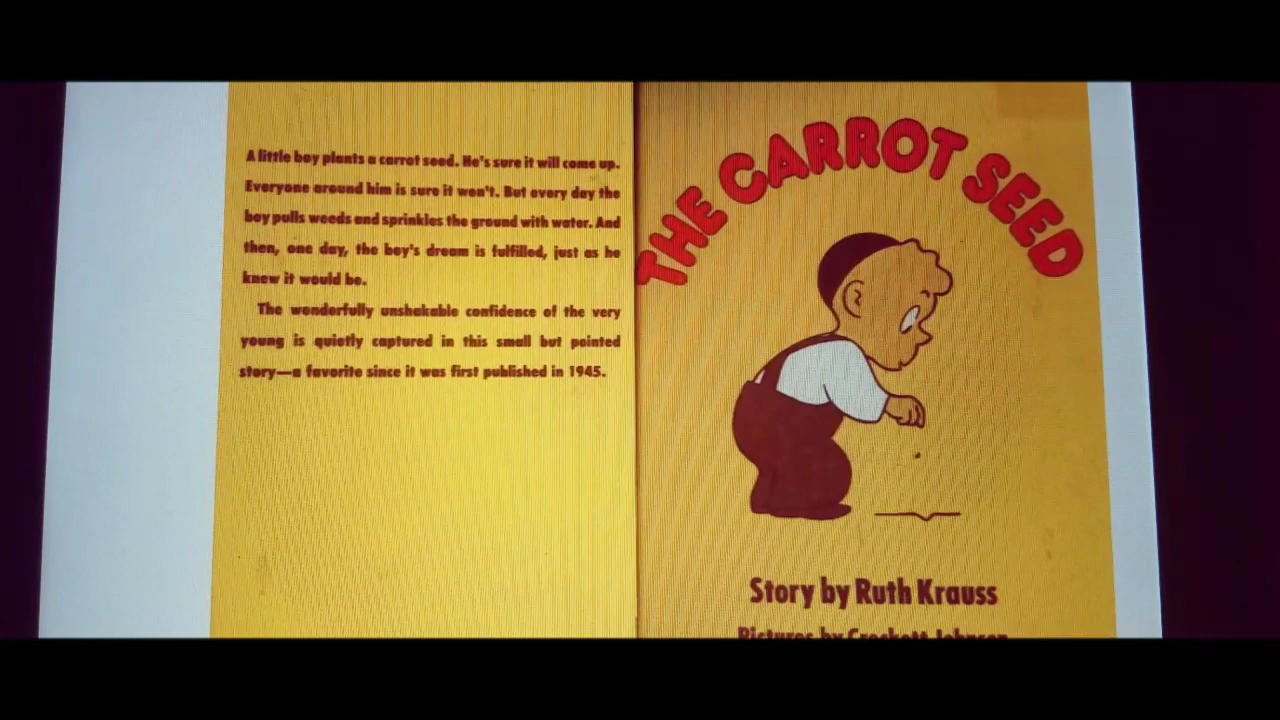 A little boy plants a carrot seed. He's sure it will come up.
Everyone around him is sure it won't. But every day the
boy pulls weeds and sprinkles the ground with water. And
then, one day, the boy's dream is fulfilled, just as he
knew it would be.
The wonderfully unshakable confidence of the very
young is quietly captured in this small but pointed
story—a favorite since it was first published in 1945.
THE CARROT SEED
Story by Ruth Krauss
Pictures by Crockett Johnson